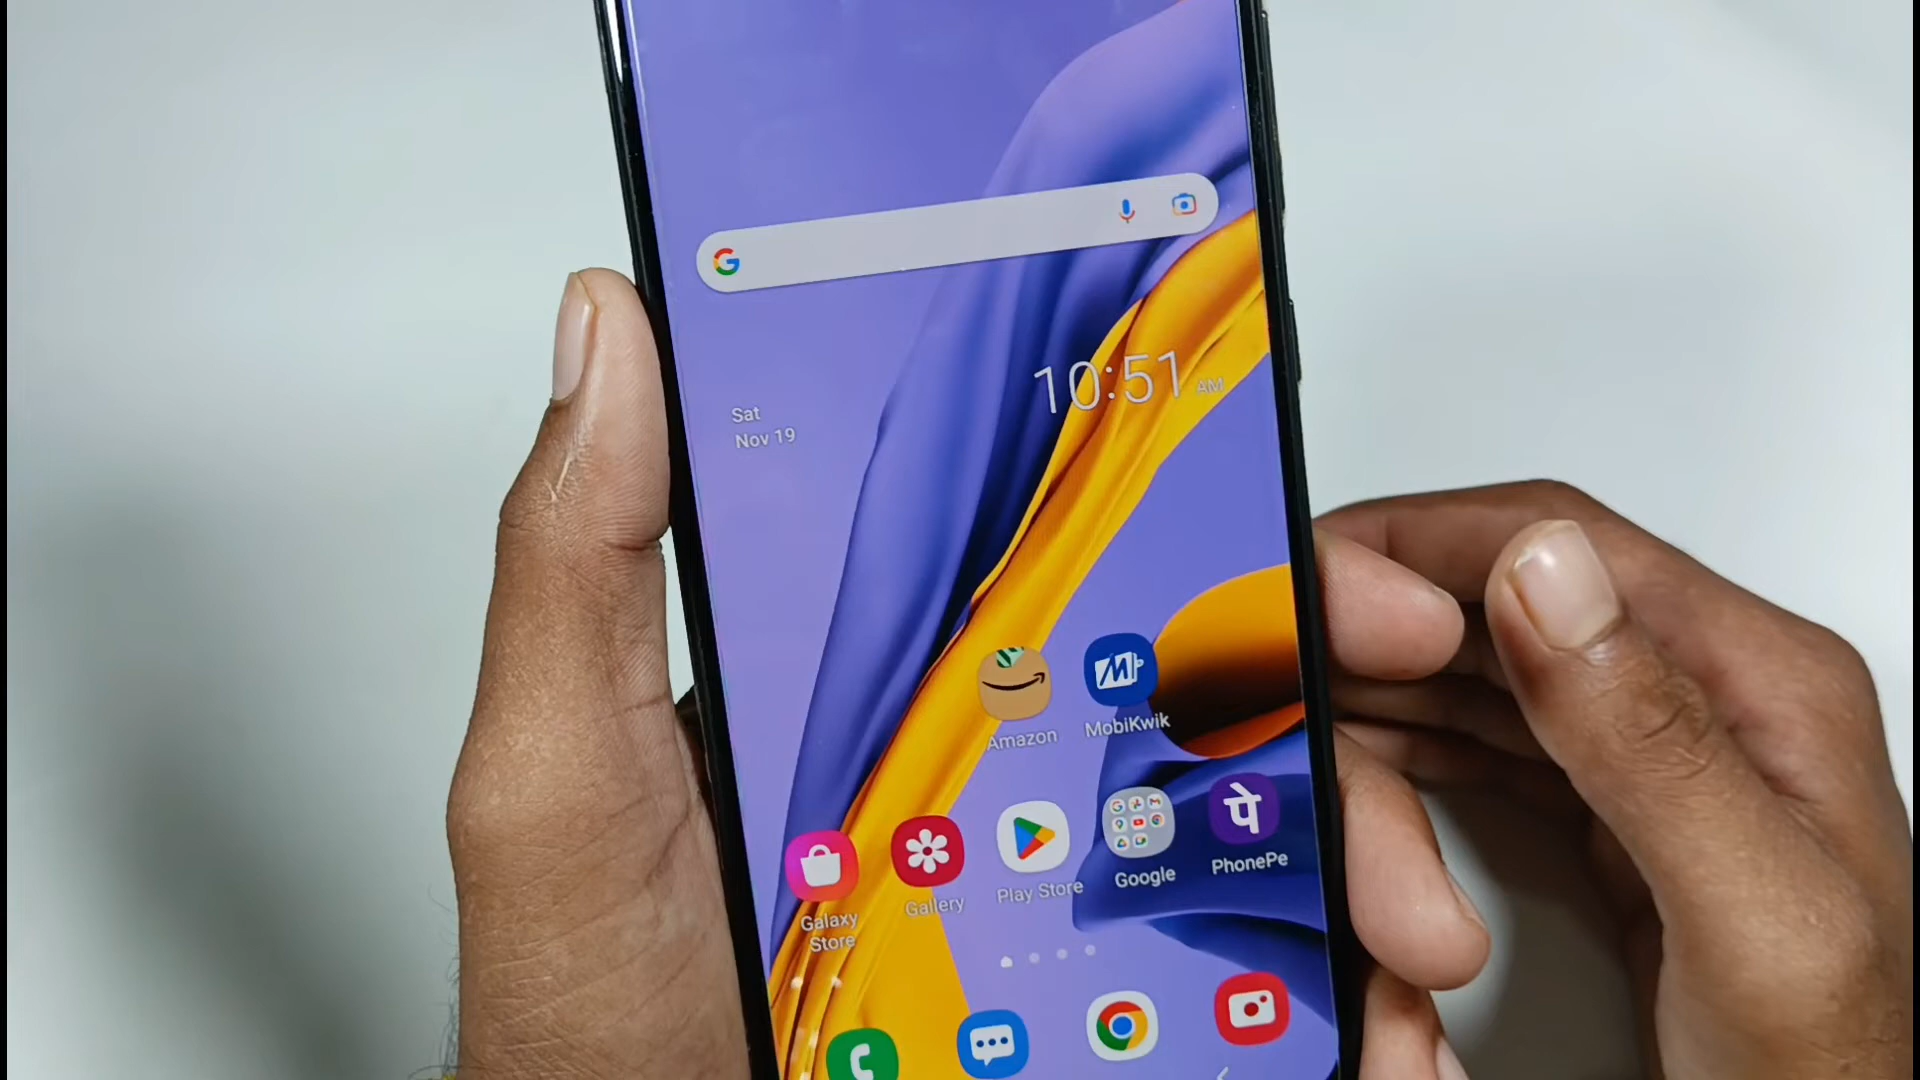 10:51 AM
Sat
Nov 19
Amazon
MobiKwik
पे
Galaxy
Store
Gallery
Play Store
Google
PhonePe